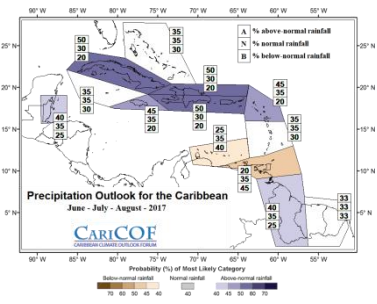 A % above-normal rainfall
N % normal rainfall
B % below-normal rainfall
35
35
30
50
30
20
50
30
20
45
35
20
35
35
30
40
35
25
45
35
20
50
30
20
35
35
30
25
35
40
20
35
45
40
35
25
33
33
33
25°N
20°N
15°N
10°N
5°N
25°N
20°N
15°N
10°N
5°N
Precipitation Outlook for the Caribbean
June - July - August - 2017
CARICOF
CARIBBEAN CLIMATE OUTLOOK FORUM
90°W 85°W 80°W 75°W 70°W 65°W 60°W 55°W
Probability (%) of Most Likely Category
Below-normal rainfall Normal rainfall Above-normal rainfall
70 60 50 45 40 40 40 45 50 60 70